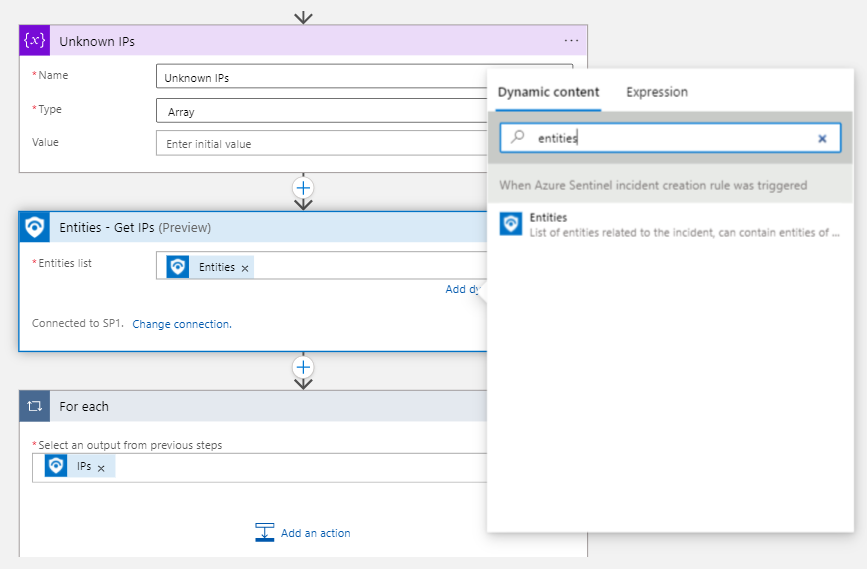 {x} Unknown IPs ...
* Name Unknown IPs
* Type Array
Value Enter initial value
Entities - Get IPs (Preview)
* Entities list Entities ×
Add dy
Connected to SP1. Change connection.
For each
* Select an output from previous steps
IPs ×
Add an action
Dynamic content Expression
entities ×
When Azure Sentinel incident creation rule was triggered
Entities
List of entities related to the incident, can contain entities of ...